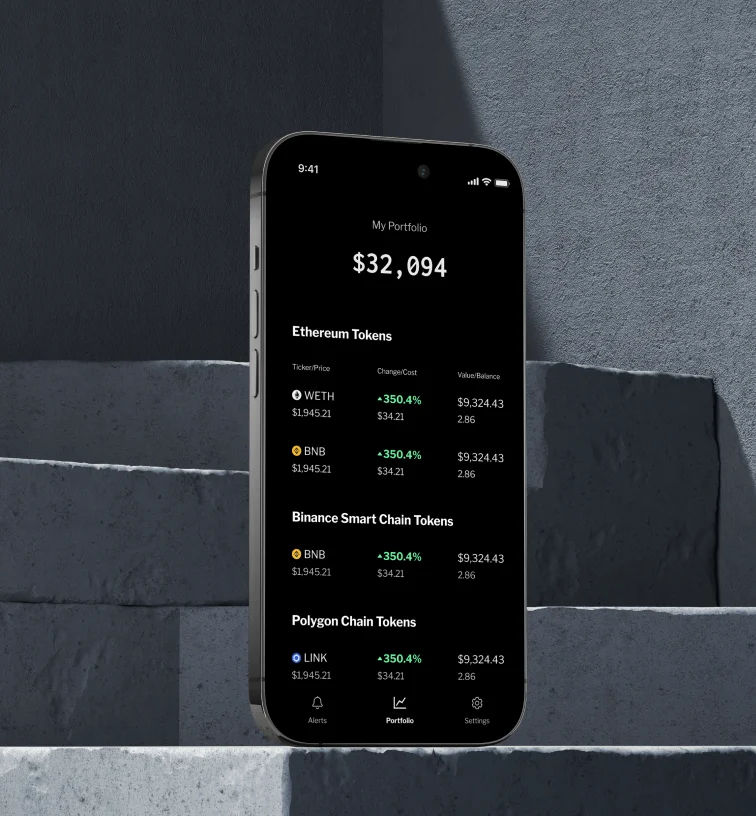 9:41
My Portfolio
$32,094
Ethereum Tokens
Ticker/Price Change/Cost Value/Balance
WETH 350.4% $9,324.43
$1,945.21 $34.21 2.86
BNB 350.4% $9,324.43
$1,945.21 $34.21 2.86
Binance Smart Chain Tokens
BNB 350.4% $9,324.43
$1,945.21 $34.21 2.86
Polygon Chain Tokens
LINK 350.4% $9,324.43
$1,945.21 $34.21 2.86
Alerts Portfolio Settings